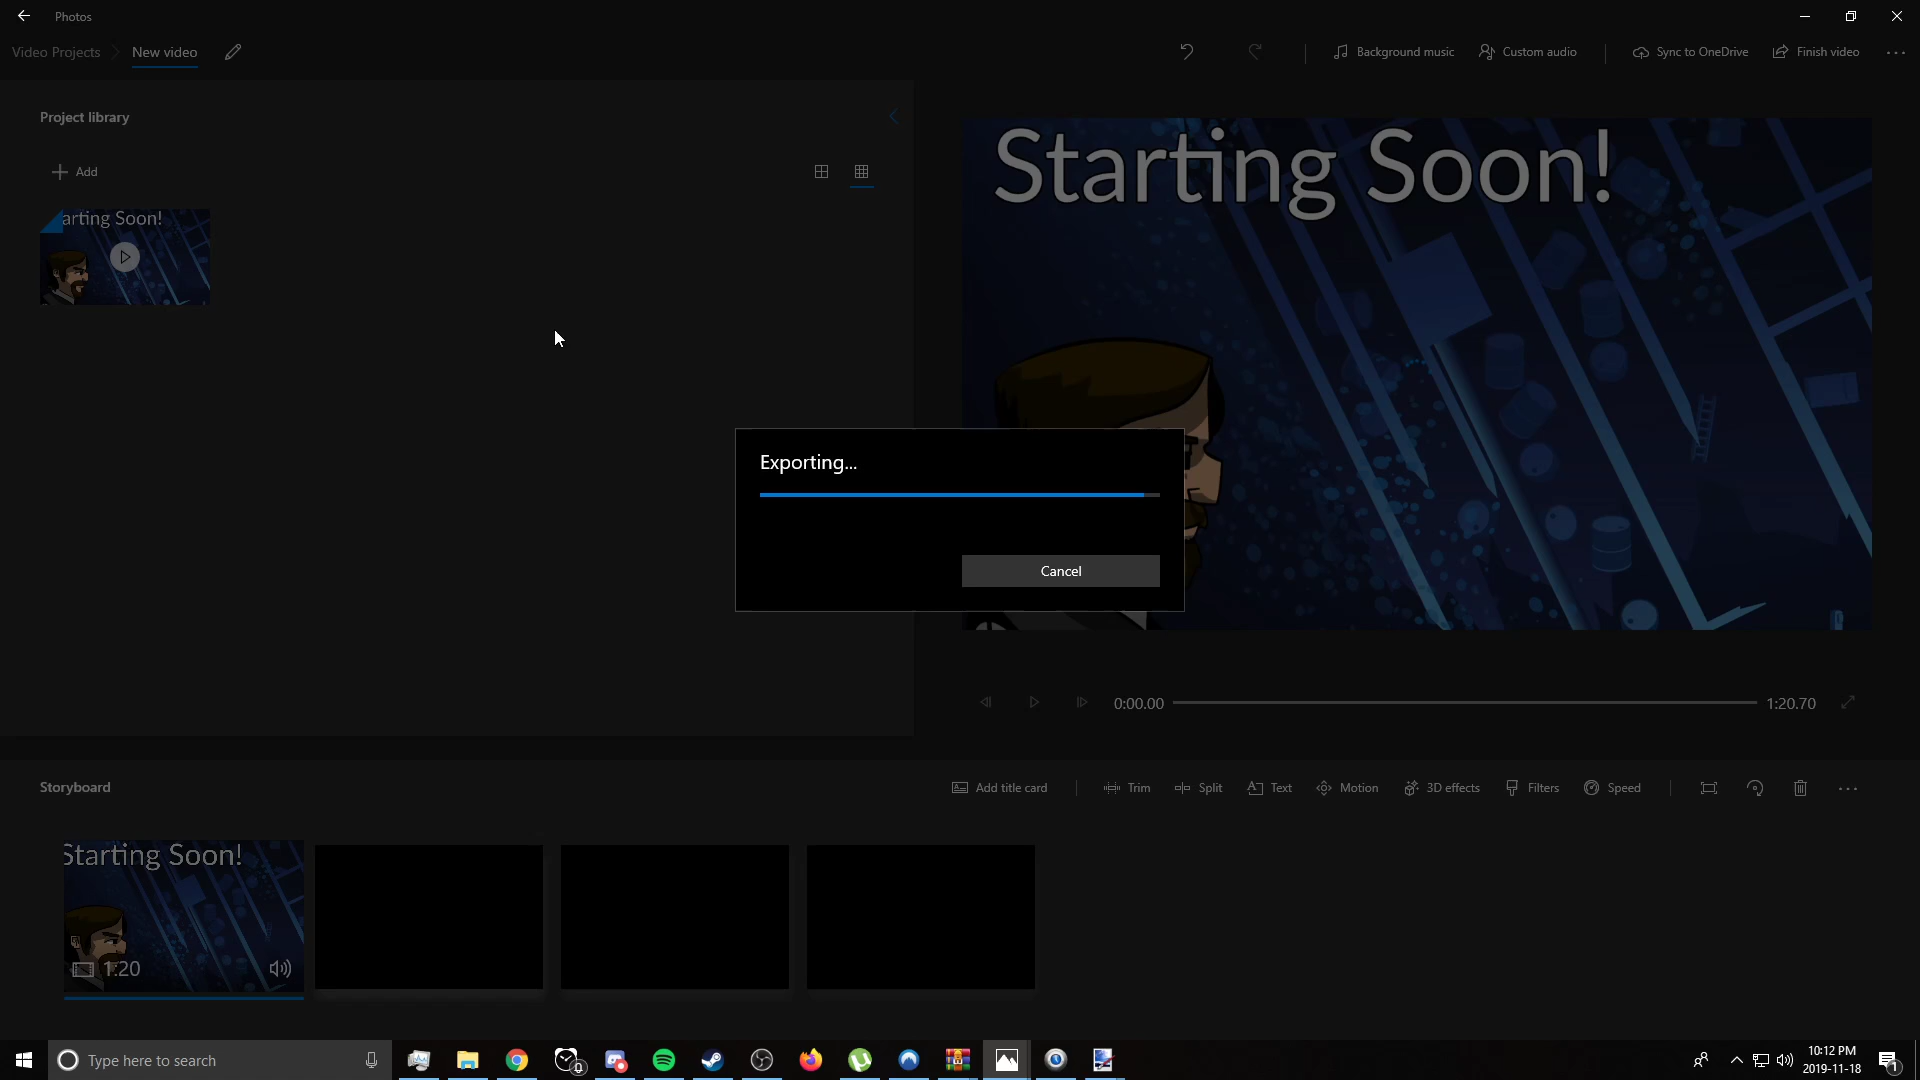 Photos
Video Projects
New video
Background music
Custom audio
Sync to OneDrive
Finish video
Project library
Add
arting Soon!
Starting Soon!
Exporting...
Cancel
0:00.00
1:20.70
Storyboard
Add title card
Trim
Split
Text
Motion
3D effects
Filters
Speed
Starting Soon!
1:20
Type here to search
10:12 PM
2019-11-18
1